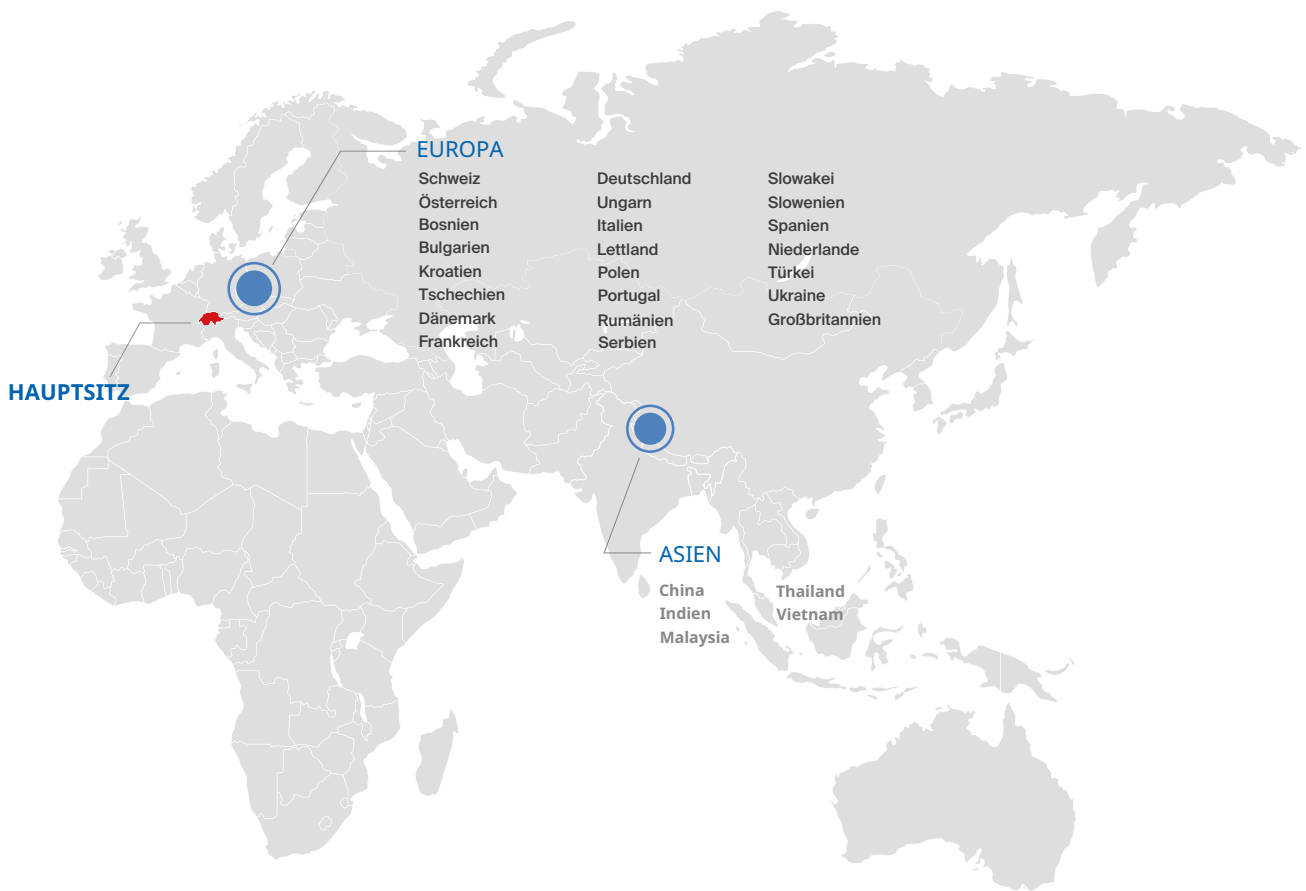 EUROPA
Schweiz
Österreich
Bosnien
Bulgarien
Kroatien
Tschechien
Dänemark
Frankreich
Deutschland
Ungarn
Italien
Lettland
Polen
Portugal
Rumänien
Serbien
Slowakei
Slowenien
Spanien
Niederlande
Türkei
Ukraine
Großbritannien
HAUPTSITZ
ASIEN
China
Indien
Malaysia
Thailand
Vietnam